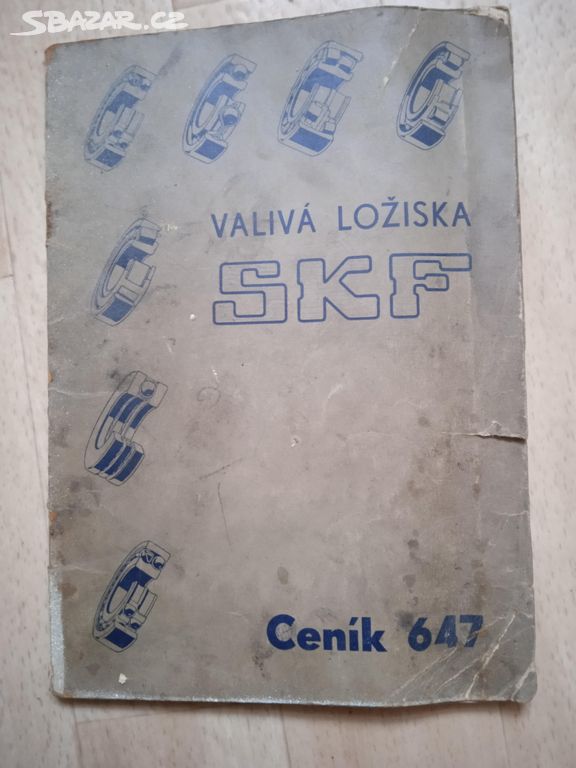 SBAZAR.CZ
VALIVÁ LOŽISKA
SKF
Ceník 647